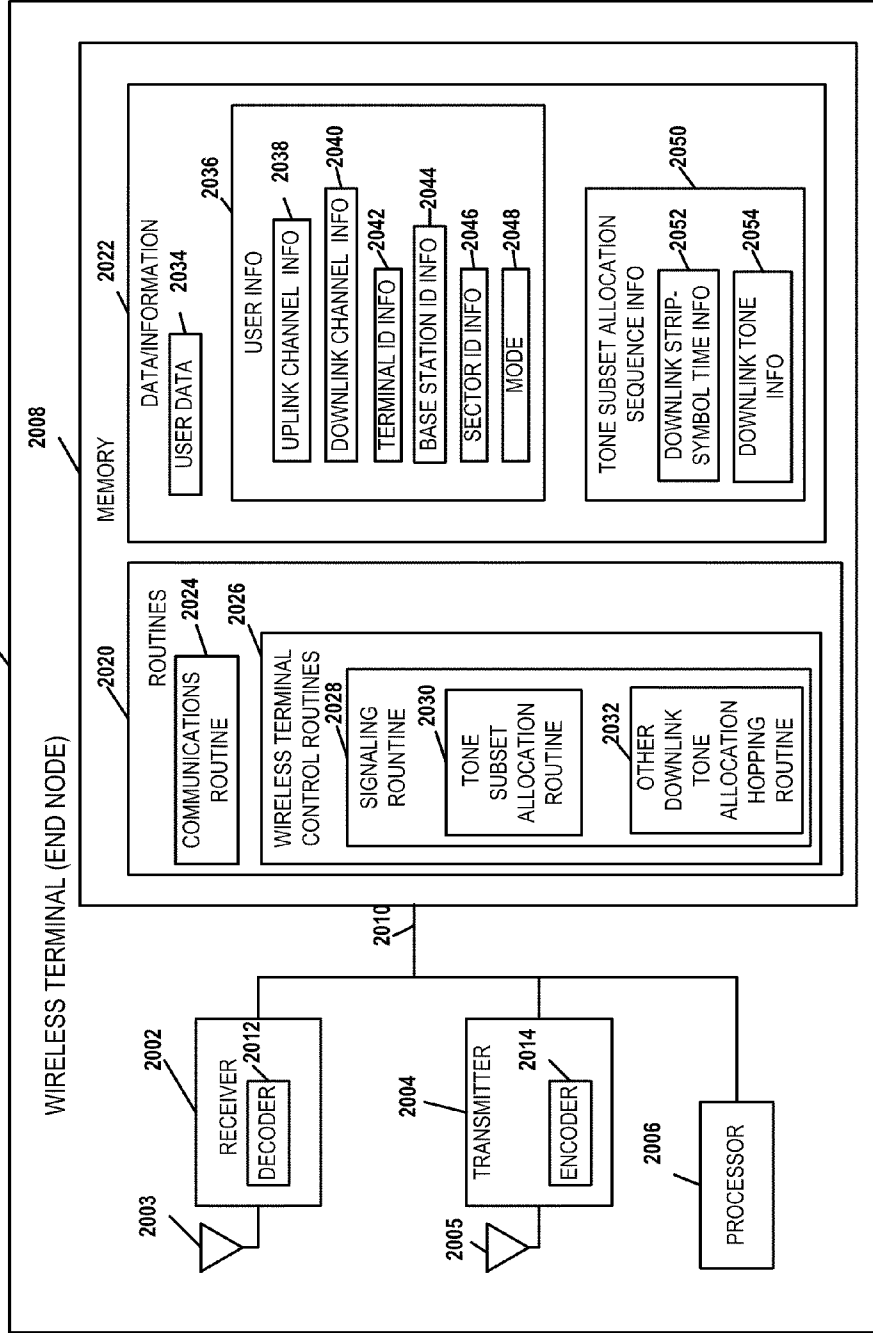 WIRELESS TERMINAL (END NODE)
2003
2002
RECEIVER
2012
DECODER
2005
2004
TRANSMITTER
2014
ENCODER
2006
PROCESSOR
2010
2008
MEMORY
2020
ROUTINES
2024
COMMUNICATIONS
ROUTINE
2026
WIRELESS TERMINAL
CONTROL ROUTINES
2028
SIGNALING
ROUNTINE
2030
TONE
SUBSET
ALLOCATION
ROUTINE
2032
OTHER
DOWNLINK
TONE
ALLOCATION
HOPPING
ROUTINE
2022
DATA/INFORMATION
2034
USER DATA
2036
USER INFO
2038
UPLINK CHANNEL INFO
2040
DOWNLINK CHANNEL INFO
2042
TERMINAL ID INFO
2044
BASE STATION ID INFO
2046
SECTOR ID INFO
2048
MODE
2050
TONE SUBSET ALLOCATION
SEQUENCE INFO
2052
DOWNLINK STRIP-
SYMBOL TIME INFO
2054
DOWNLINK TONE
INFO